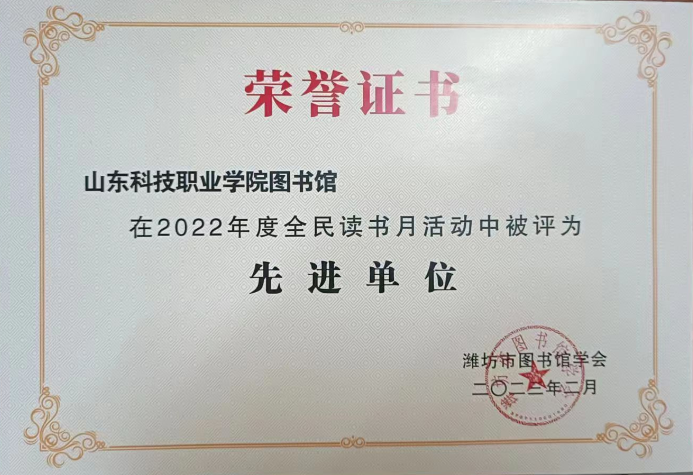 荣誉证书
山东科技职业学院图书馆
在2022年度全民读书月活动中被评为
先进单位
潍坊市图书馆学会
二〇二三年二月